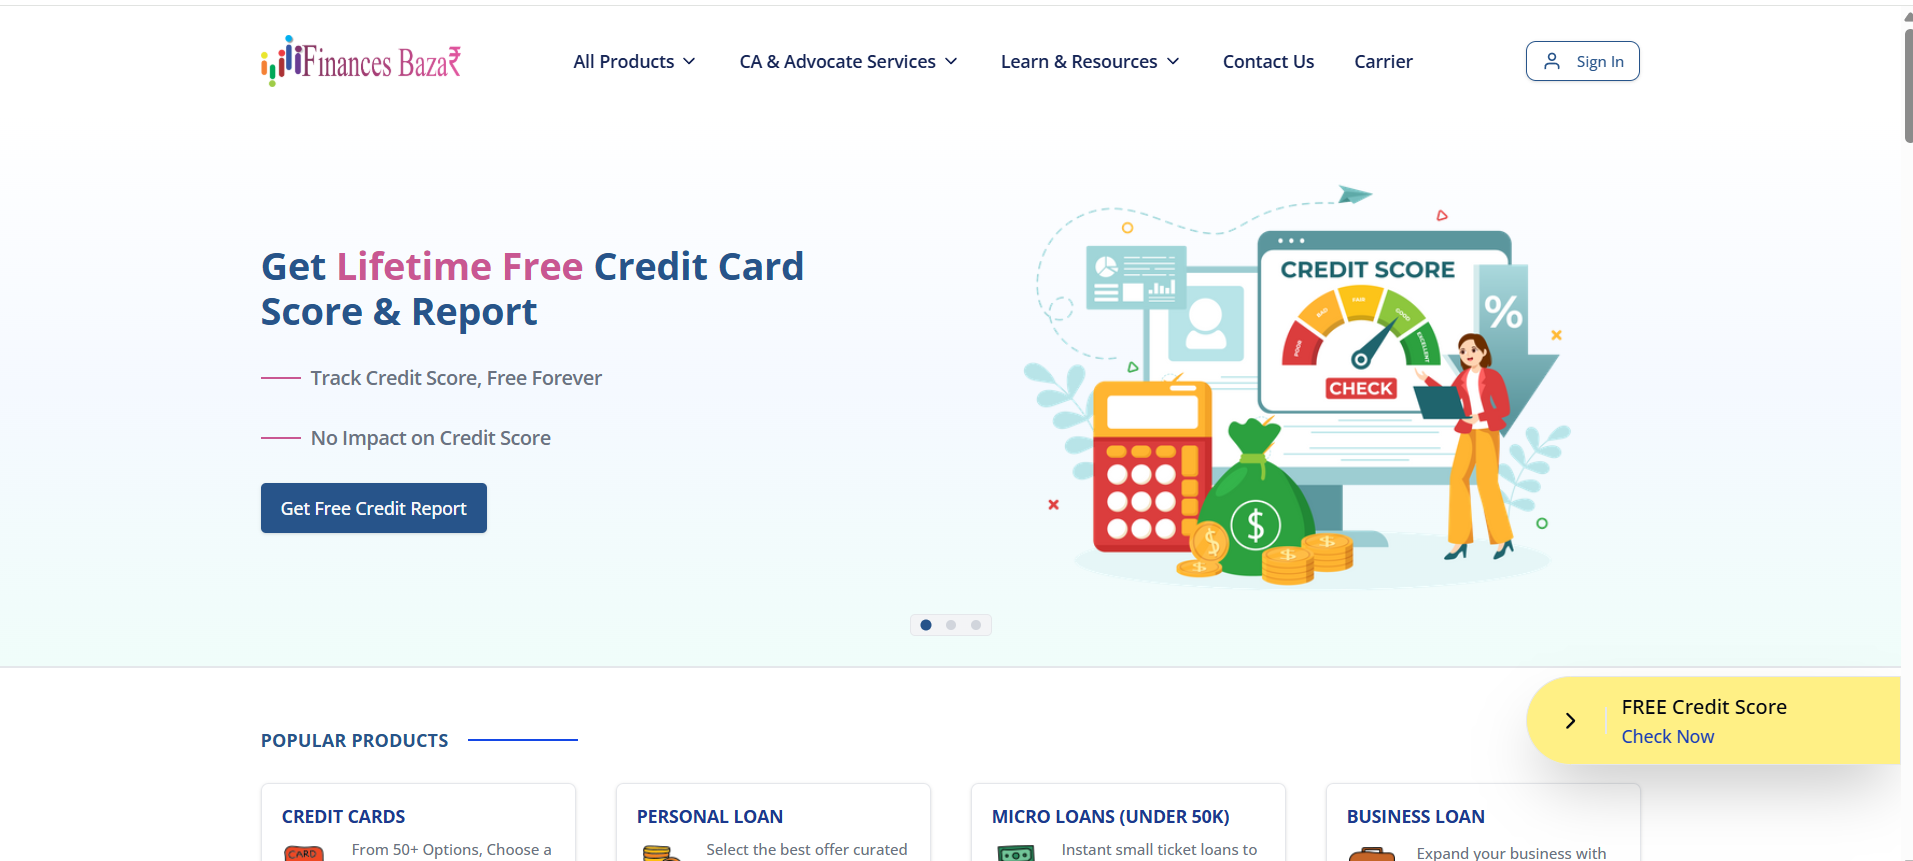 Finances Bazar
All Products
CA & Advocate Services
Learn & Resources
Contact Us
Carrier
Sign In
Get Lifetime Free Credit Card
Score & Report
Track Credit Score, Free Forever
No Impact on Credit Score
Get Free Credit Report
CREDIT SCORE
POOR
BAD
FAIR
GOOD
EXCELLENT
CHECK
%
$
$
$
$
$
FREE Credit Score
Check Now
POPULAR PRODUCTS
CREDIT CARDS
CARD
From 50+ Options, Choose a
PERSONAL LOAN
Select the best offer curated
MICRO LOANS (UNDER 50K)
Instant small ticket loans to
BUSINESS LOAN
Expand your business with